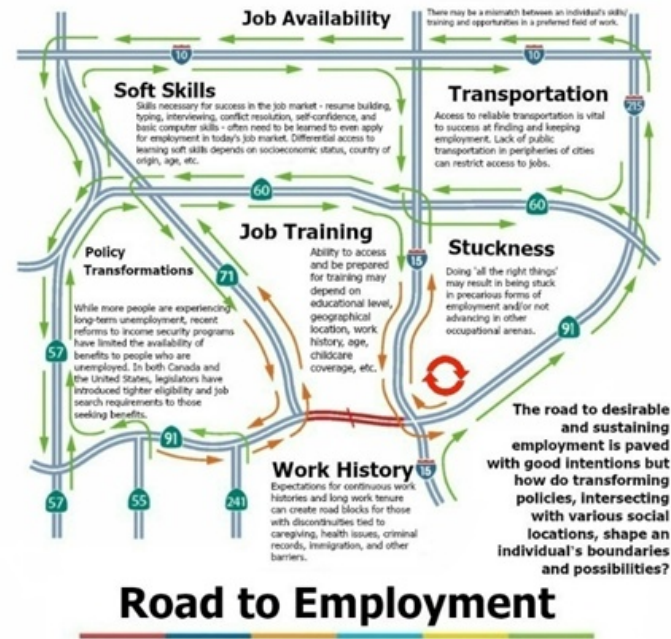 Job Availability
There may be a mismatch between an individual's skills/
training and opportunities in a preferred field of work.
10
10
Soft Skills
Skills necessary for success in the job market - resume building,
typing, interviewing, conflict resolution, self-confidence, and
basic computer skills - often need to be learned to even apply
for employment in today's job market. Differential access to
learning soft skills depends on socioeconomic status, country of
origin, age, etc.
Transportation
Access to reliable transportation is vital
to success at finding and keeping
employment. Lack of public
transportation in peripheries of cities
can restrict access to jobs.
215
60
60
Job Training
Ability to access
and be prepared
for training may
depend on
educational level,
geographical
location, work
history, age,
childcare
coverage, etc.
15
Stuckness
Doing 'all the right things'
may result in being stuck
in precarious forms of
employment and/or not
advancing in other
occupational arenas.
Policy
Transformations
71
While more people are experiencing
long-term unemployment, recent
reforms to income security programs
have limited the availability of
benefits to people who are
unemployed. In both Canada and
the United States, legislators have
introduced tighter eligibility and job
search requirements to those
seeking benefits.
57
91
91
Work History
Expectations for continuous work
histories and long work tenure
can create road blocks for those
with discontinuities tied to
caregiving, health issues, criminal
records, immigration, and other
barriers.
15
57
55
241
The road to desirable
and sustaining
employment is paved
with good intentions but
how do transforming
policies, intersecting
with various social
locations, shape an
individual's boundaries
and possibilities?
Road to Employment